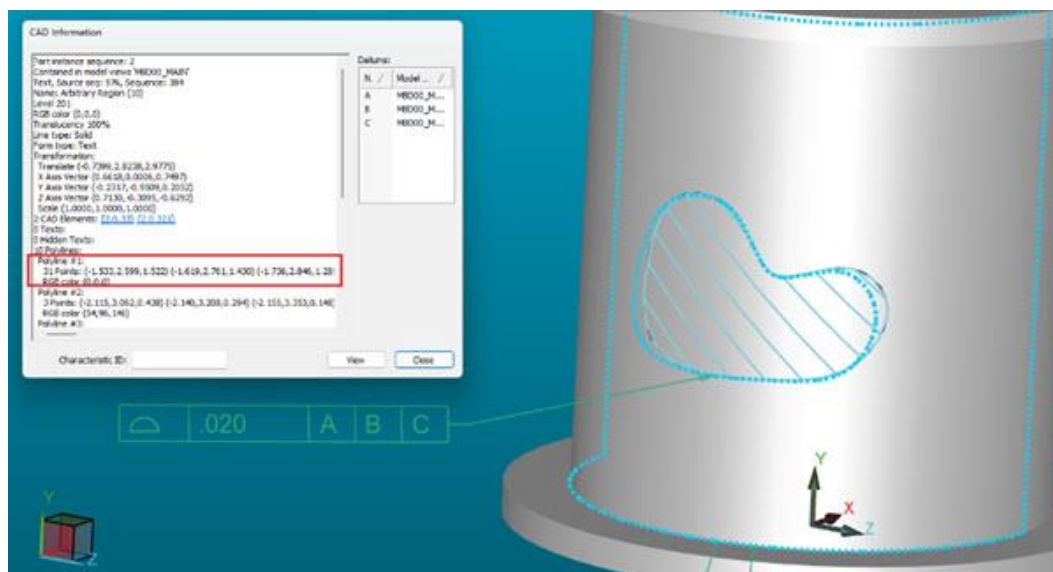 CAD Information
Part instance sequence: 2
Contained in model views 'MBD00_MAIN'
Text, Source seq: 576, Sequence: 384
Name: Arbitrary Region (10)
Level 201
RGB color (0,0,0)
Translucency 100%
Line type: Solid
Form type: Text
Transformation:
Translate (-0.7399,2.8238,2.9775)
X Axis Vector (0.6618,0.0006,0.7497)
Y Axis Vector (-0.2317,-0.9509,0.2052)
Z Axis Vector (0.7130,-0.3095,-0.6292)
Scale (1.0000,1.0000,1.0000)
2 CAD Elements:
0 Texts:
0 Hidden Texts:
10 Polylines:
Polyline #1:
31 Points: (-1.533,2.599,1.522) (-1.619,2.761,1.430) (-1.736,2.846,1.28
RGB color (0,0,0)
Polyline #2:
3 Points: (-2.115,3.062,0.438) (-2.140,3.208,0.294) (-2.155,3.353,0.148)
RGB color (54,96,146)
Polyline #3:
Datums:
N. / Model ... /
A MBD00_M...
B MBD00_M...
C MBD00_M...
Characteristic ID:
View Close
.020 A B C
Y
X
Z
Y
Z